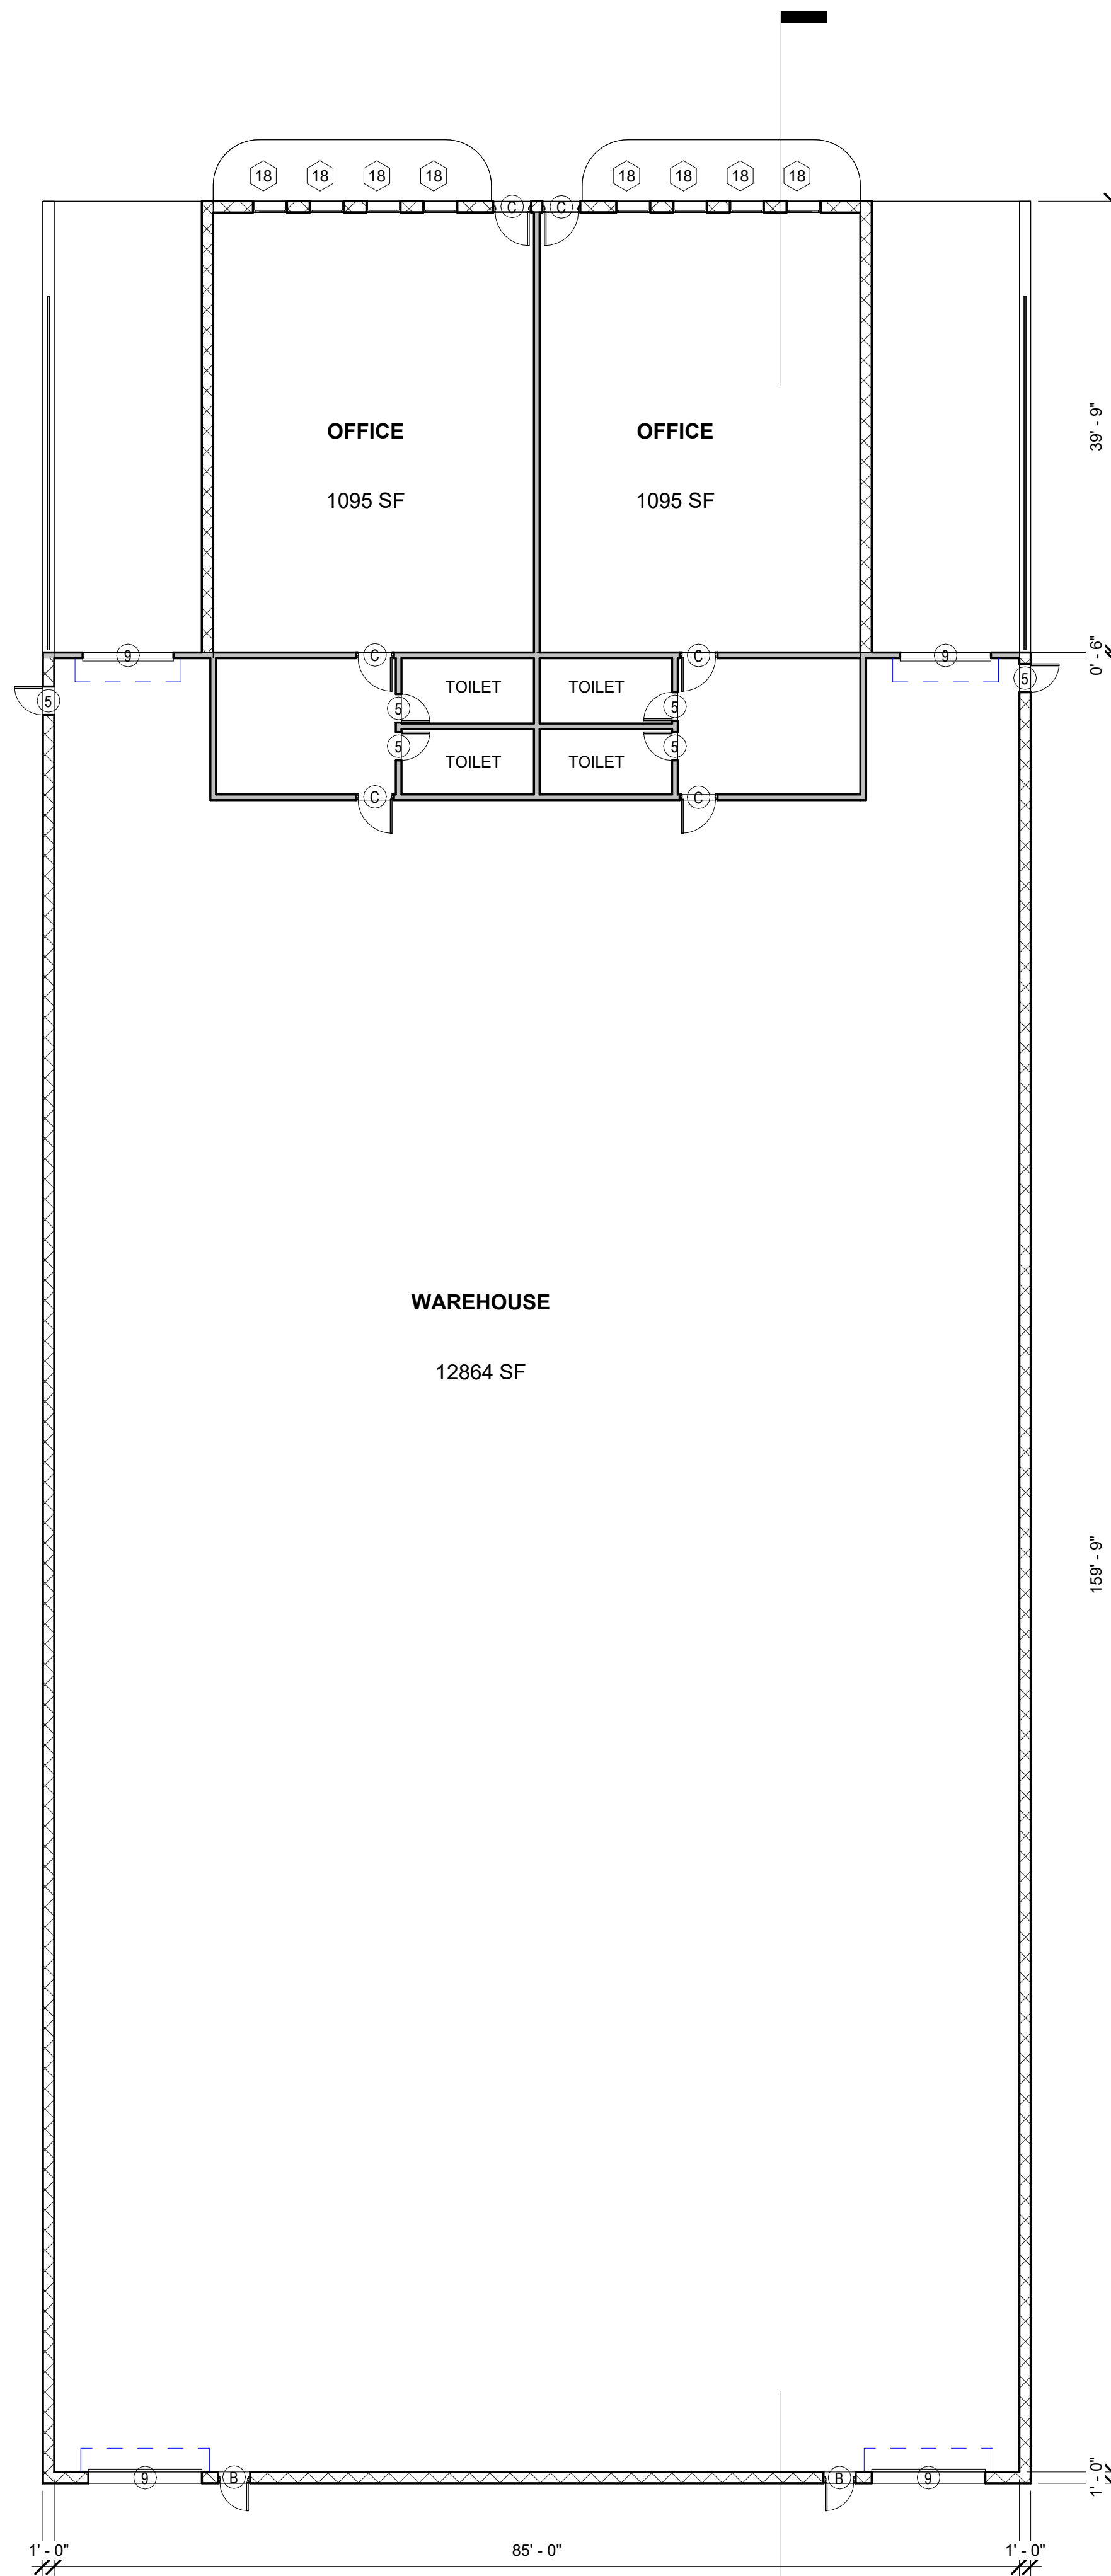 18 18 18 18 18 18 18 18
C C
OFFICE OFFICE
1095 SF 1095 SF
39' - 9"
9 C C 9
0' - 6"
5 TOILET TOILET 5
5 5
5 5
TOILET TOILET
C C
WAREHOUSE
12864 SF
159' - 9"
9 B B 9
1' - 0"
1' - 0" 85' - 0" 1' - 0"